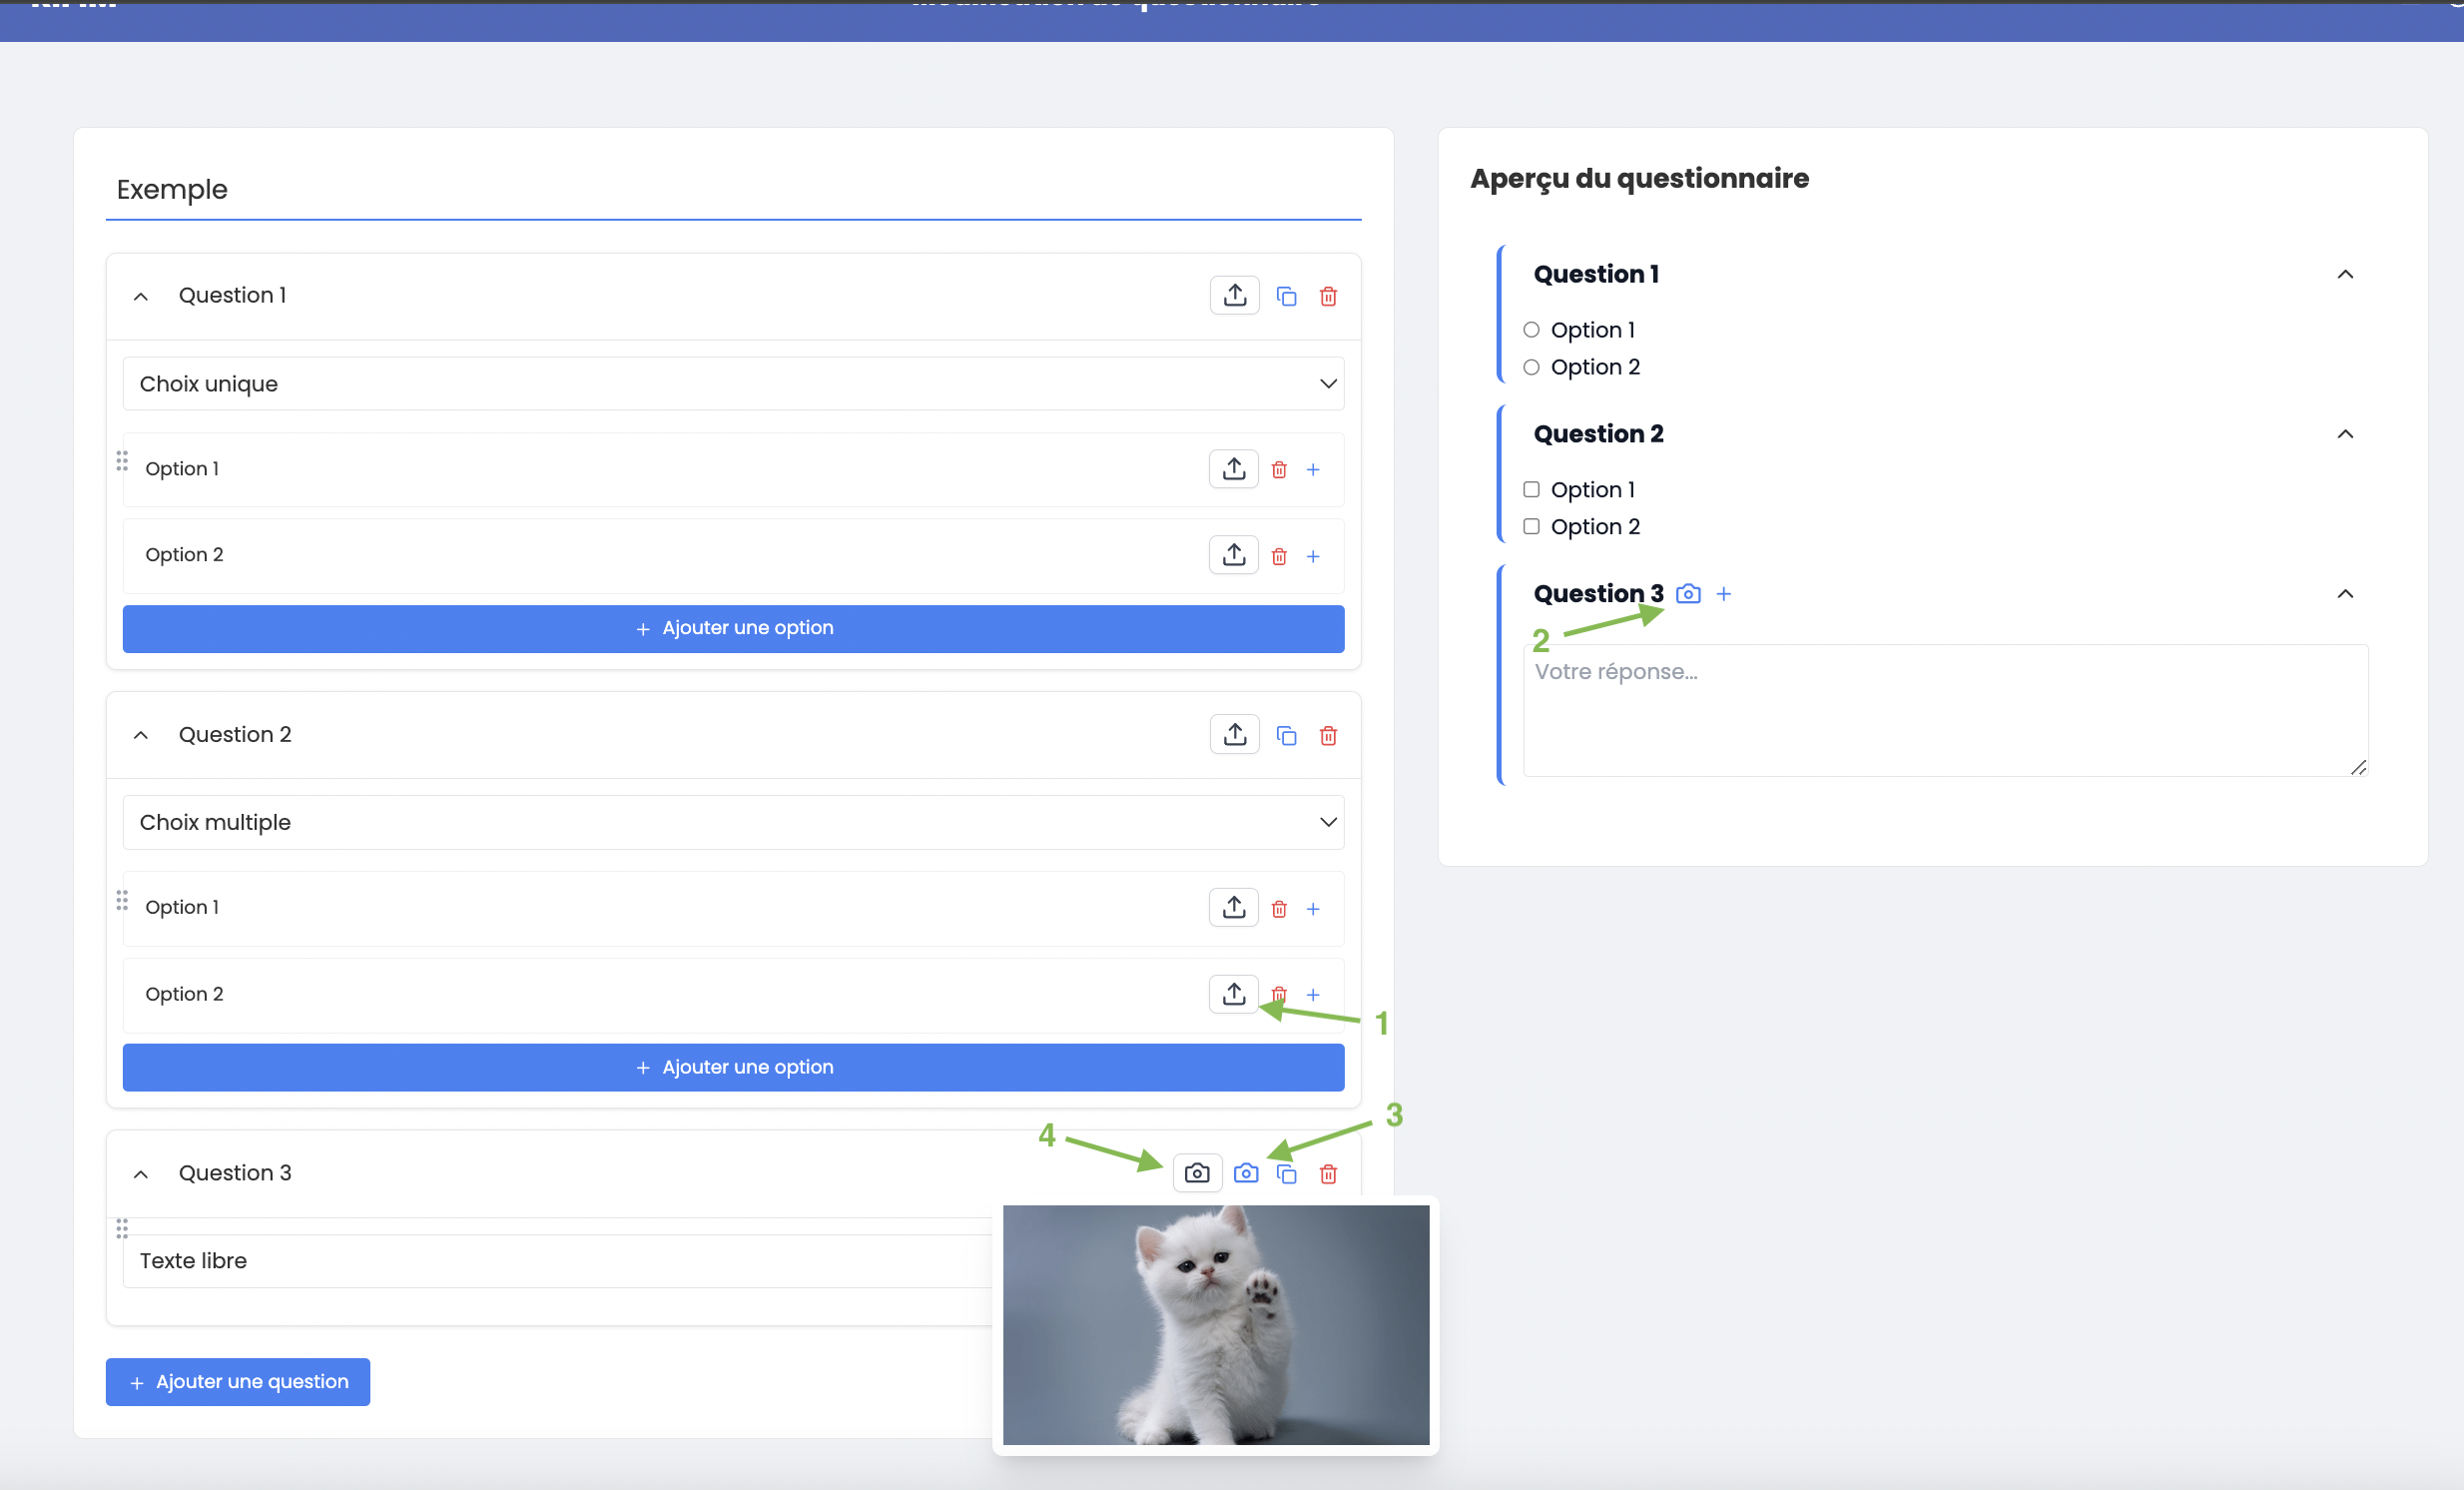 Exemple
Question 1
Choix unique
Option 1
Option 2
+ Ajouter une option
Question 2
Choix multiple
Option 1
Option 2
1
+ Ajouter une option
3
4
Question 3
Texte libre
+ Ajouter une question
Aperçu du questionnaire
Question 1
Option 1
Option 2
Question 2
Option 1
Option 2
Question 3 +
2
Votre réponse...